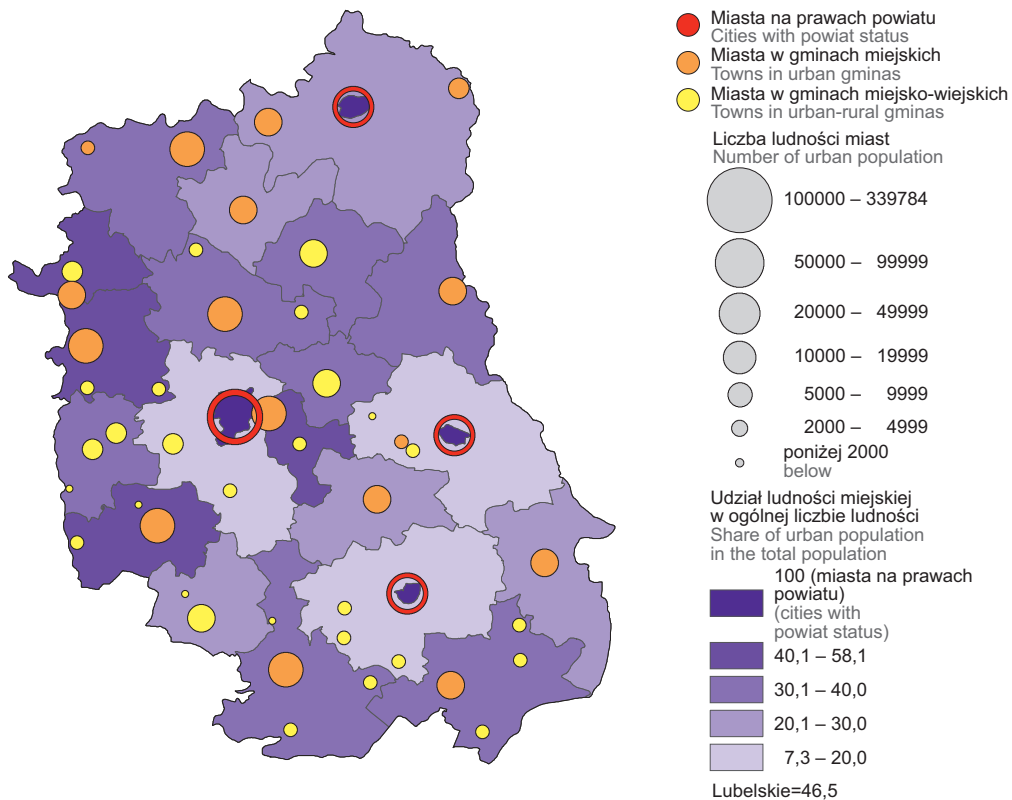 Miasta na prawach powiatu
Cities with powiat status
Miasta w gminach miejskich
Towns in urban gminas
Miasta w gminach miejsko-wiejskich
Towns in urban-rural gminas
Liczba ludności miast
Number of urban population
100000 – 339784
50000 – 99999
20000 – 49999
10000 – 19999
5000 – 9999
2000 – 4999
poniżej 2000
below
Udział ludności miejskiej
w ogólnej liczbie ludności
Share of urban population
in the total population
100 (miasta na prawach
powiatu)
(cities with
powiat status)
40,1 – 58,1
30,1 – 40,0
20,1 – 30,0
7,3 – 20,0
Lubelskie=46,5